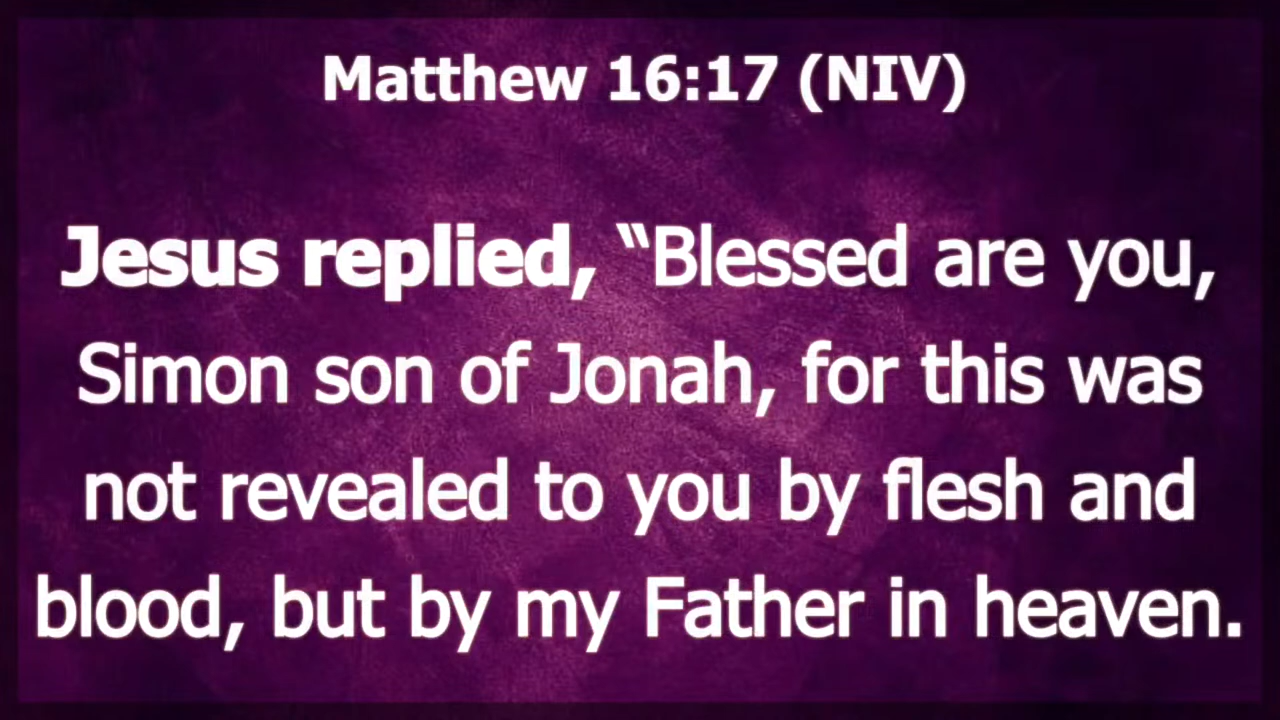 Matthew 16:17 (NIV)
Jesus replied, “Blessed are you,
Simon son of Jonah, for this was
not revealed to you by flesh and
blood, but by my Father in heaven.